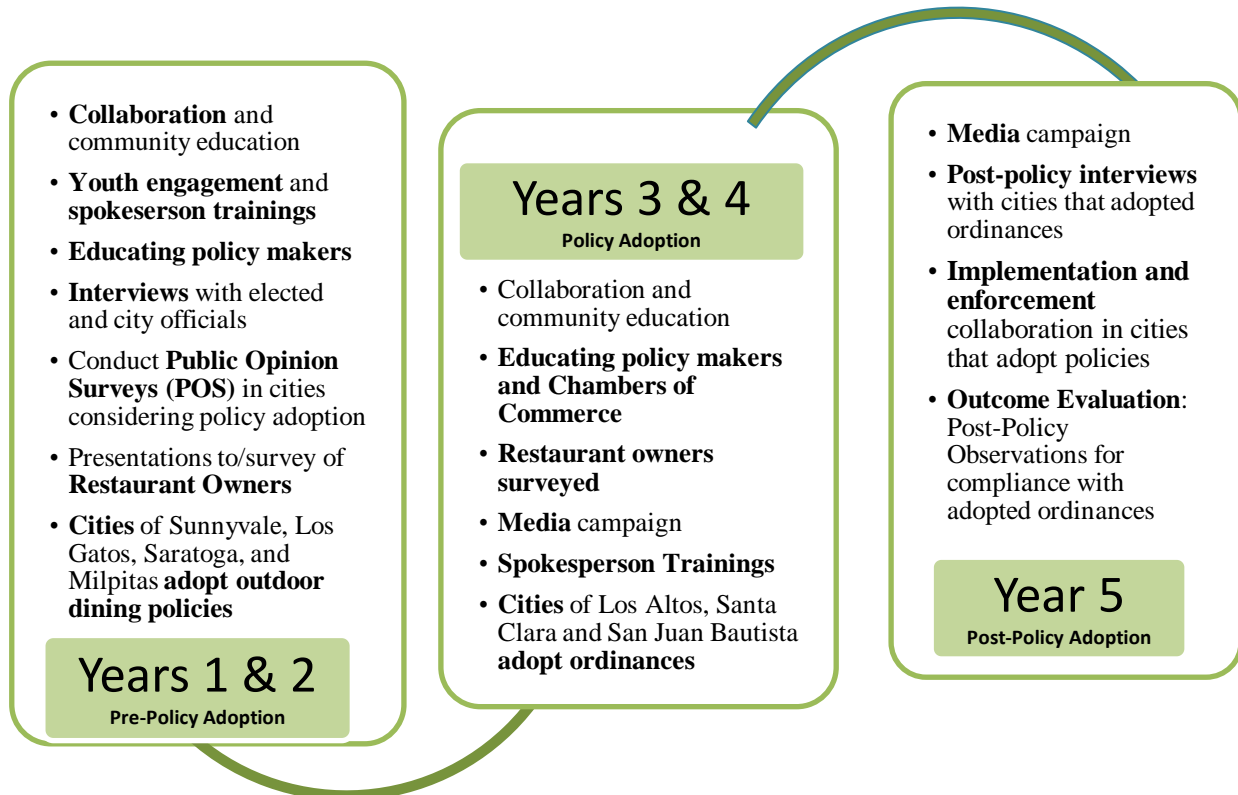 • Collaboration and
community education
• Youth engagement and
spokeserson trainings
• Educating policy makers
• Interviews with elected
and city officials
• Conduct Public Opinion
Surveys (POS) in cities
considering policy adoption
• Presentations to/survey of
Restaurant Owners
• Cities of Sunnyvale, Los
Gatos, Saratoga, and
Milpitas adopt outdoor
dining policies
Years 1 & 2
Pre-Policy Adoption
Years 3 & 4
Policy Adoption
• Collaboration and
community education
• Educating policy makers
and Chambers of
Commerce
• Restaurant owners
surveyed
• Media campaign
• Spokesperson Trainings
• Cities of Los Altos, Santa
Clara and San Juan Bautista
adopt ordinances
• Media campaign
• Post-policy interviews
with cities that adopted
ordinances
• Implementation and
enforcement
collaboration in cities
that adopt policies
• Outcome Evaluation:
Post-Policy
Observations for
compliance with
adopted ordinances
Year 5
Post-Policy Adoption